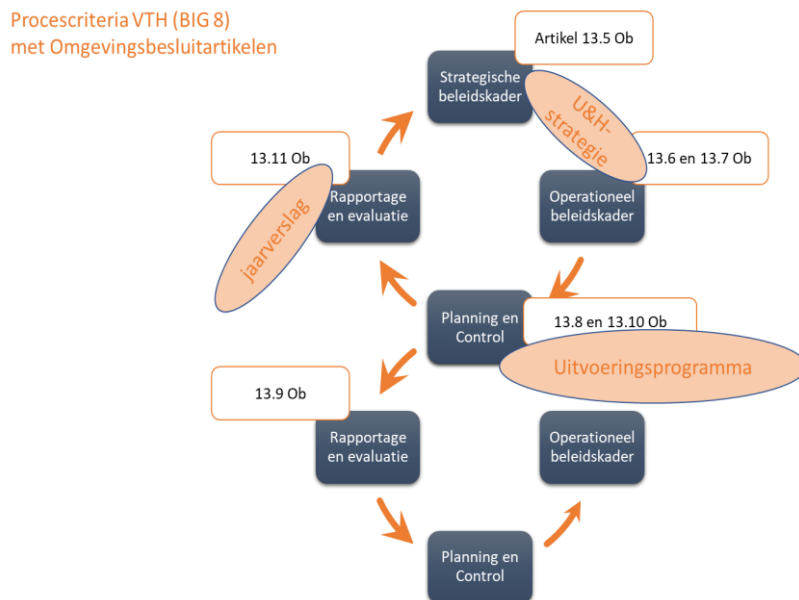 Procescriteria VTH (BIG 8)
met Omgevingsbesluitartikelen
Artikel 13.5 Ob
Strategische
beleidskader
U&H-
strategie
13.11 Ob
13.6 en 13.7 Ob
jaarverslag
Rapportage
en evaluatie
Operationeel
beleidskader
Planning en
Control
13.8 en 13.10 Ob
Uitvoeringsprogramma
13.9 Ob
Rapportage
en evaluatie
Operationeel
beleidskader
Planning en
Control